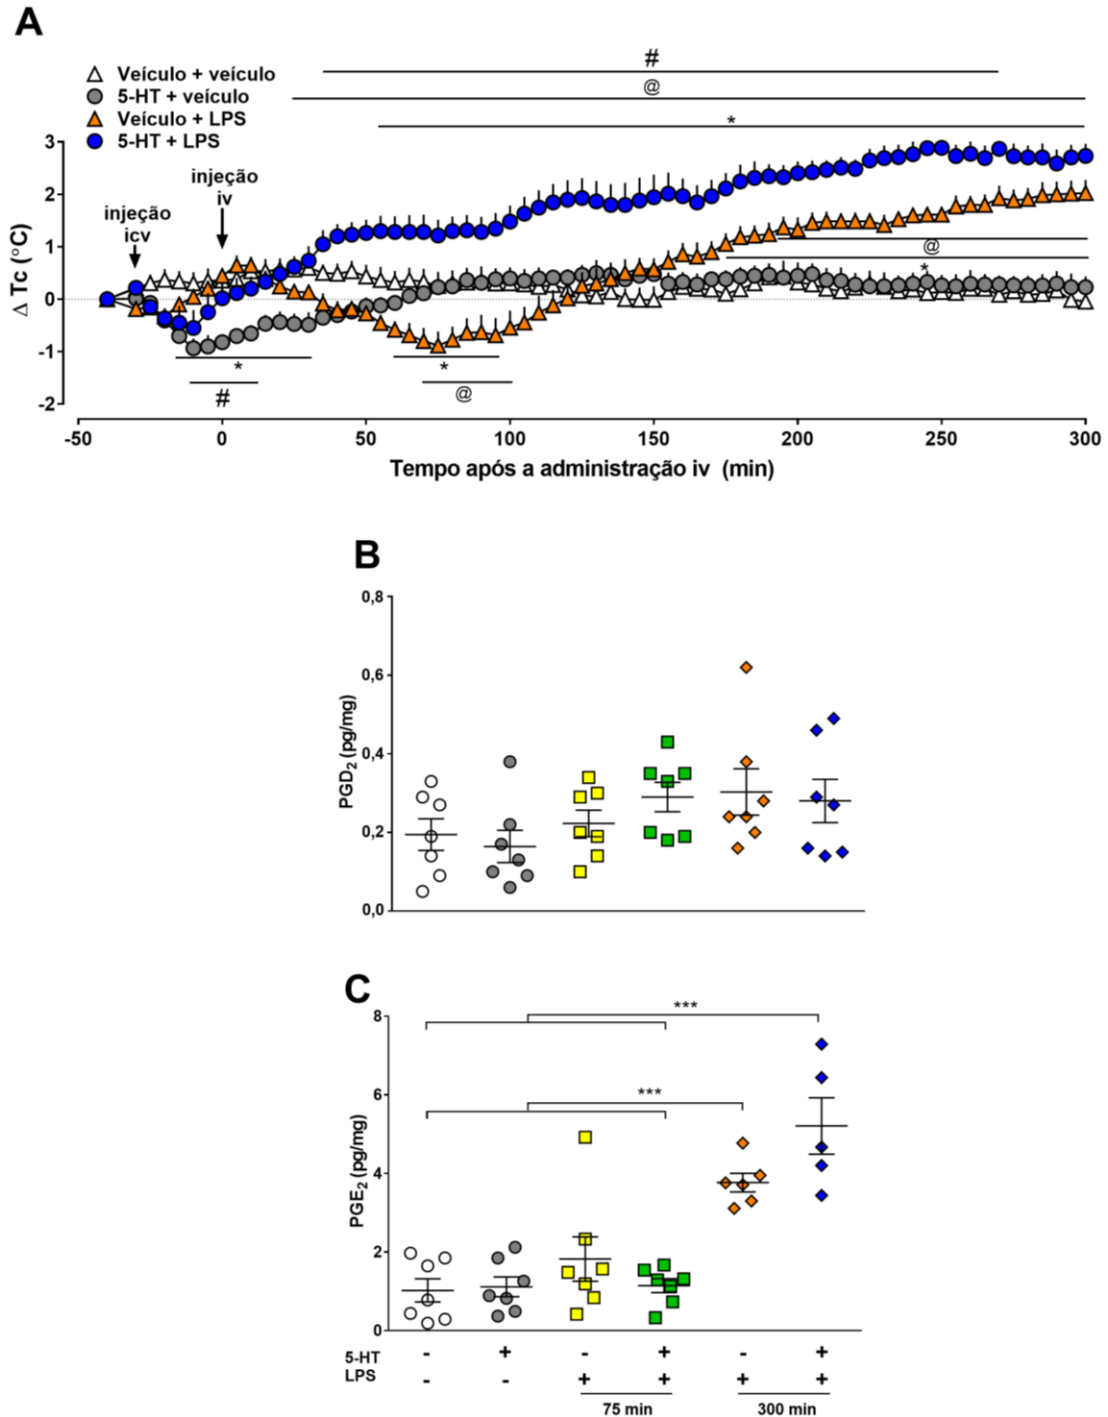 A
Veículo + veículo
5-HT + veículo
Veículo + LPS
5-HT + LPS
#
@
*
injeção
icv
injeção
iv
3
2
1
0
-1
-2
Δ Tc (°C)
@
*
*
#
*
@
-50 0 50 100 150 200 250 300
Tempo após a administração iv (min)
B
0,8
0,6
0,4
0,2
0,0
PGD2 (pg/mg)
C
***
***
8
6
4
2
0
PGE2 (pg/mg)
5-HT - + - + - +
LPS - - + + + +
75 min 300 min